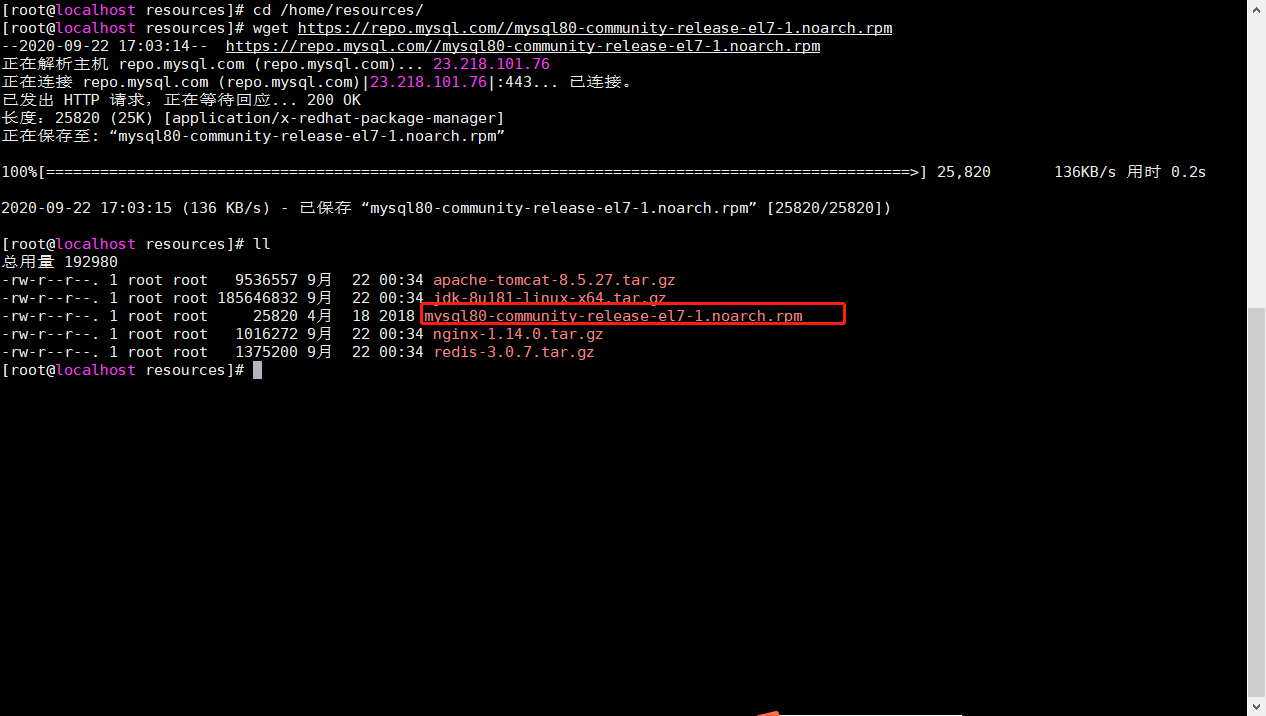 [root@localhost resources]# cd /home/resources/
[root@localhost resources]# wget https://repo.mysql.com//mysql80-community-release-el7-1.noarch.rpm
--2020-09-22 17:03:14--  https://repo.mysql.com//mysql80-community-release-el7-1.noarch.rpm
正在解析主机 repo.mysql.com (repo.mysql.com)... 23.218.101.76
正在连接 repo.mysql.com (repo.mysql.com)|23.218.101.76|:443... 已连接。
已发出 HTTP 请求，正在等待回应... 200 OK
长度：25820 (25K) [application/x-redhat-package-manager]
正在保存至: “mysql80-community-release-el7-1.noarch.rpm”
100%[================================================================================================>] 25,820       136KB/s 用时 0.2s
2020-09-22 17:03:15 (136 KB/s) - 已保存 “mysql80-community-release-el7-1.noarch.rpm” [25820/25820])
[root@localhost resources]# ll
总用量 192980
-rw-r--r--. 1 root root   9536557 9月  22 00:34 apache-tomcat-8.5.27.tar.gz
-rw-r--r--. 1 root root 185646832 9月  22 00:34 jdk-8u181-linux-x64.tar.gz
-rw-r--r--. 1 root root     25820 4月  18 2018 mysql80-community-release-el7-1.noarch.rpm
-rw-r--r--. 1 root root   1016272 9月  22 00:34 nginx-1.14.0.tar.gz
-rw-r--r--. 1 root root   1375200 9月  22 00:34 redis-3.0.7.tar.gz
[root@localhost resources]#